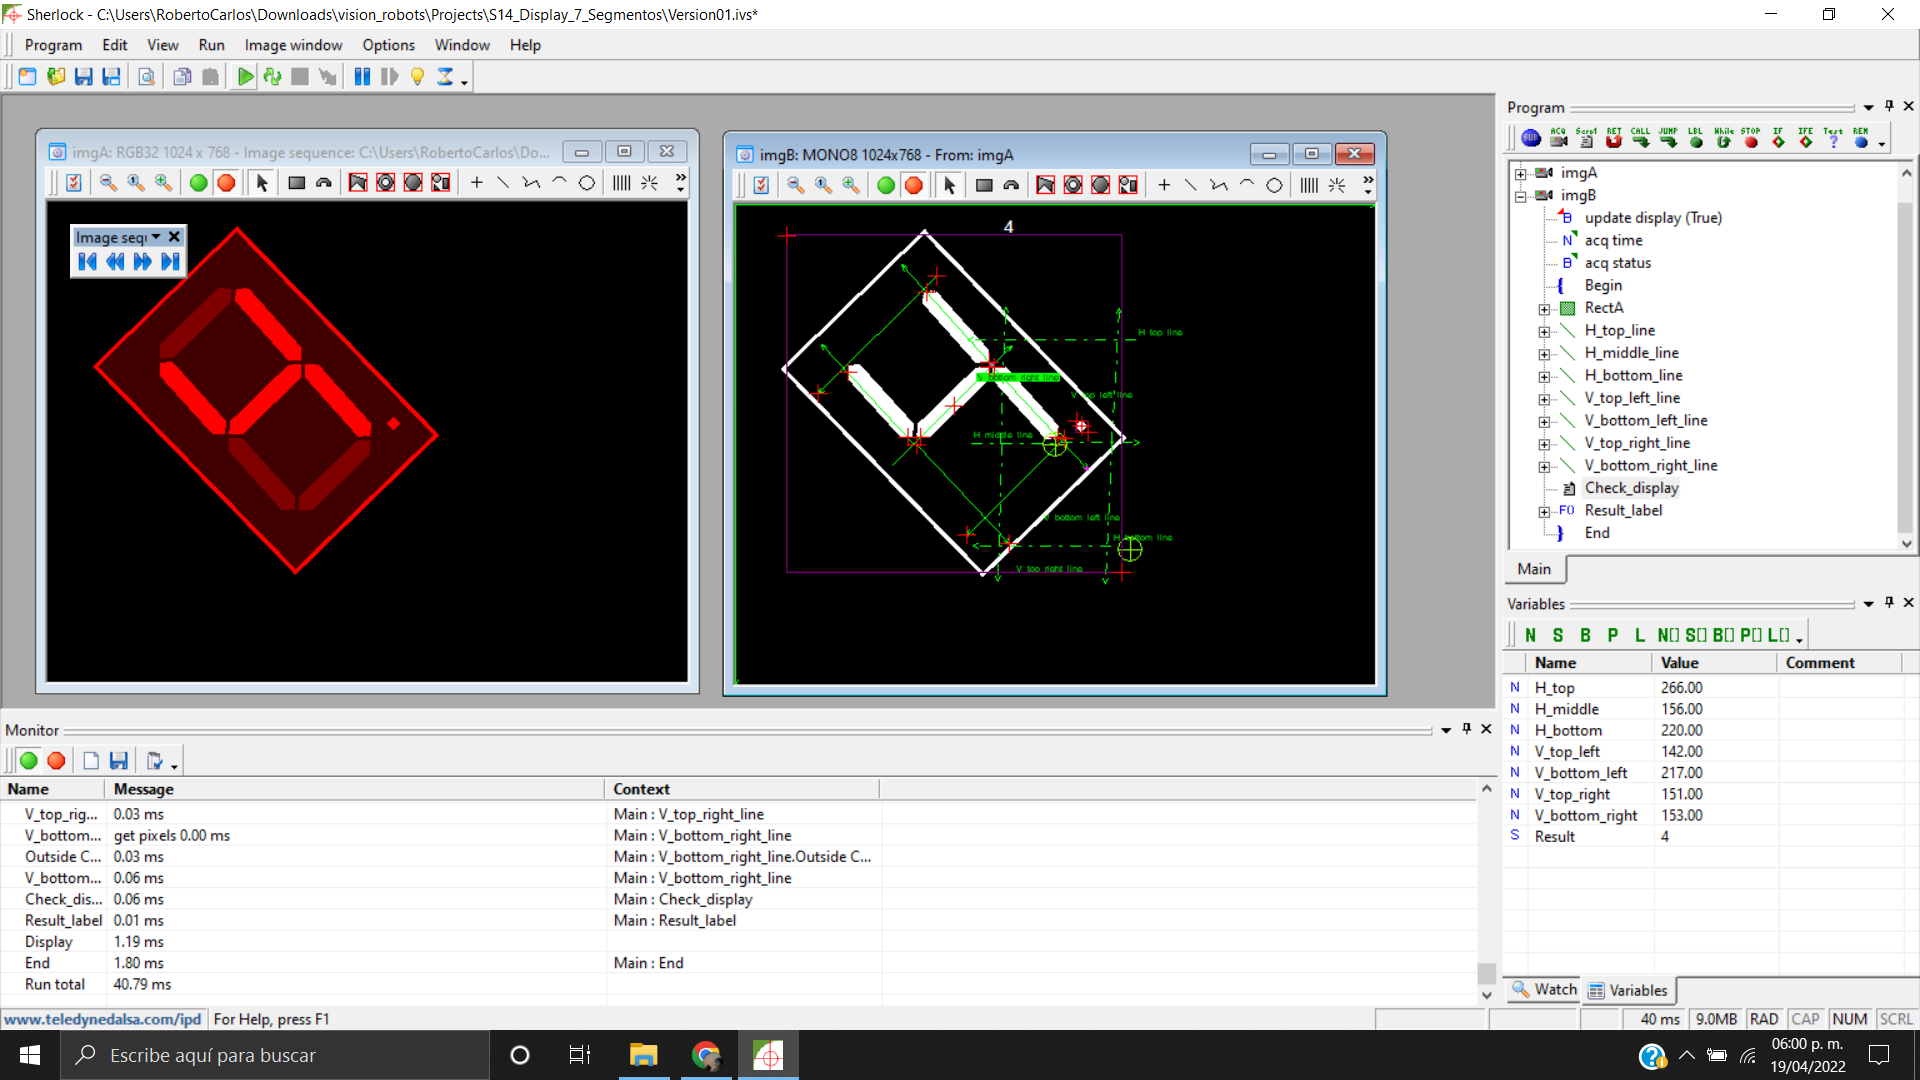 Sherlock - C:\Users\RobertoCarlos\Downloads\vision_robots\Projects\S14_Display_7_Segmentos\Version01.ivs*
Program Edit View Run Image window Options Window Help
imgA: RGB32 1024 x 768 - Image sequence: C:\Users\RobertoCarlos\Do...
Image seq
imgB: MONO8 1024x768 - From: imgA
4
H top line
V bottom right line
V top left line
H middle line
V bottom left line
H bottom line
V top right line
Program
SUB ACQ Script RET CALL JUMP LBL While STOP IF IFE Test REM
imgA
imgB
update display (True)
acq time
acq status
Begin
RectA
H_top_line
H_middle_line
H_bottom_line
V_top_left_line
V_bottom_left_line
V_top_right_line
V_bottom_right_line
Check_display
Result_label
End
Main
Variables
N S B P L N[] S[] B[] P[] L[]
Name Value Comment
N H_top 266.00
N H_middle 156.00
N H_bottom 220.00
N V_top_left 142.00
N V_bottom_left 217.00
N V_top_right 151.00
N V_bottom_right 153.00
S Result 4
Watch Variables
Monitor
Name Message Context
V_top_rig... 0.03 ms Main : V_top_right_line
V_bottom... get pixels 0.00 ms Main : V_bottom_right_line
Outside C... 0.03 ms Main : V_bottom_right_line.Outside C...
V_bottom... 0.06 ms Main : V_bottom_right_line
Check_dis... 0.06 ms Main : Check_display
Result_label 0.01 ms Main : Result_label
Display 1.19 ms
End 1.80 ms Main : End
Run total 40.79 ms
www.teledynedalsa.com/ipd For Help, press F1
40 ms 9.0MB RAD CAP NUM SCRL
Escribe aquí para buscar
06:00 p. m.
19/04/2022